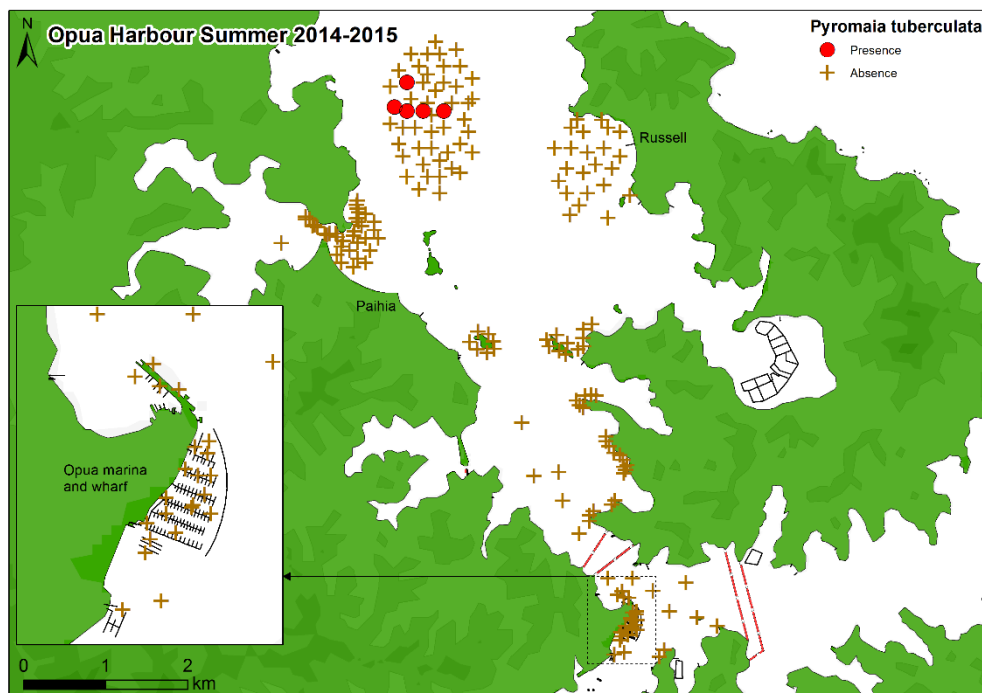 N
Opua Harbour Summer 2014-2015
Pyromaia tuberculata
Presence
Absence
Russell
Paihia
Opua marina
and wharf
0 1 2
km